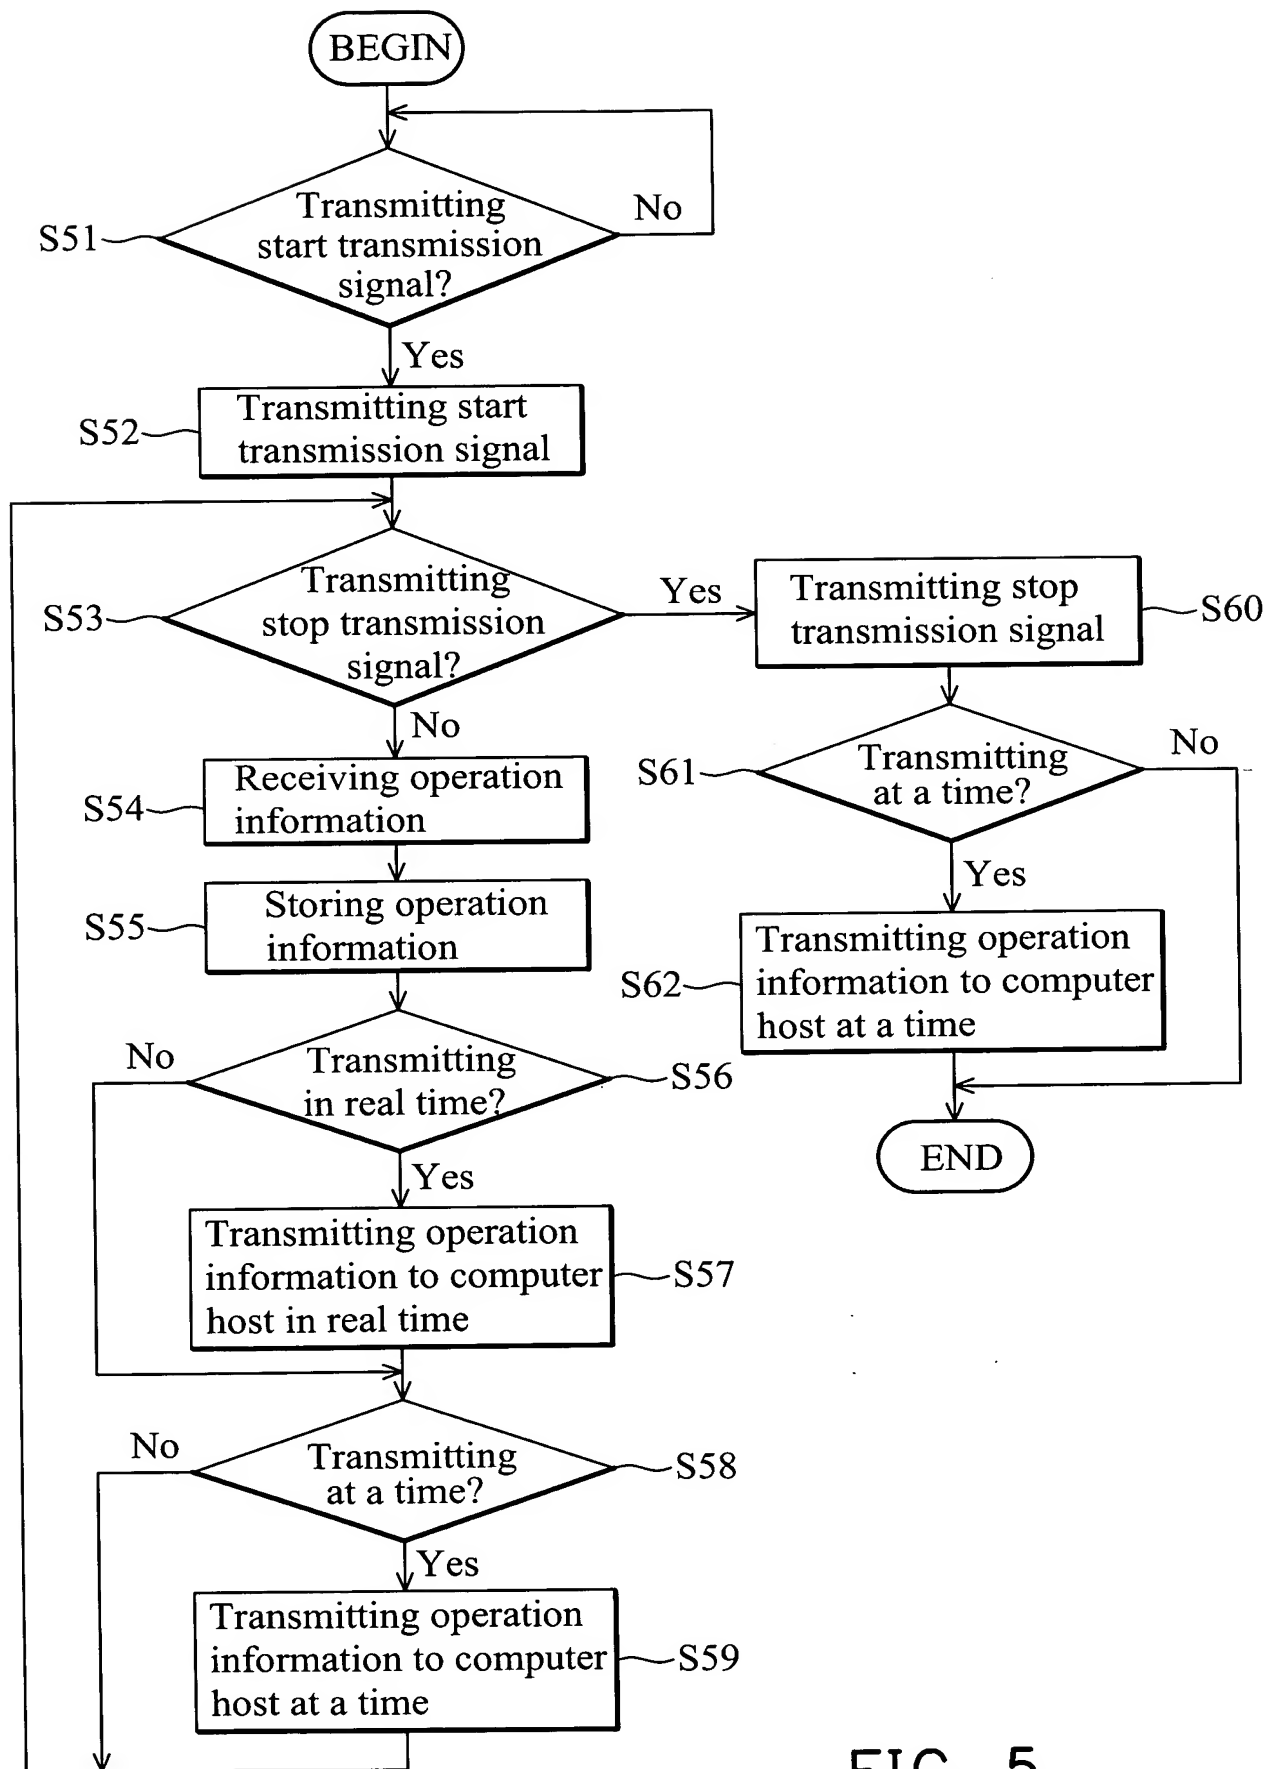 BEGIN
Transmitting
start transmission
signal?
No
S51
Yes
Transmitting start
transmission signal
S52
Transmitting
stop transmission
signal?
S53
Yes
Transmitting stop
transmission signal
S60
No
Receiving operation
information
S54
Transmitting
at a time?
S61
No
Storing operation
information
S55
Yes
Transmitting operation
information to computer
host at a time
S62
Transmitting
in real time?
No
S56
END
Yes
Transmitting operation
information to computer
host in real time
S57
Transmitting
at a time?
No
S58
Yes
Transmitting operation
information to computer
host at a time
S59
FIG. 5